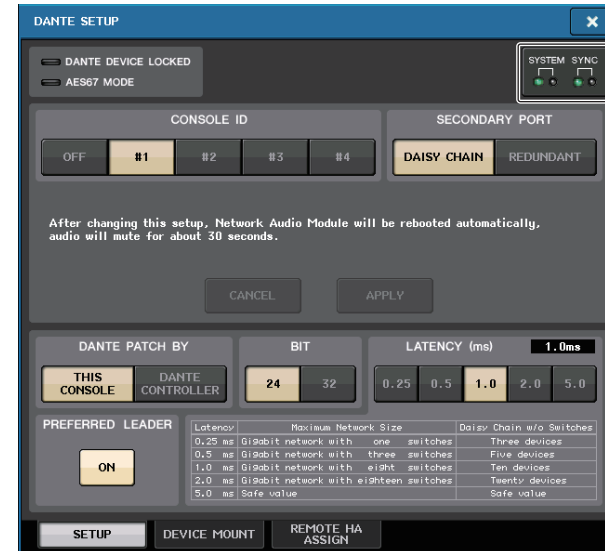 DANTE SETUP
×
DANTE DEVICE LOCKED
AES67 MODE
SYSTEM SYNC
CONSOLE ID
OFF #1 #2 #3 #4
SECONDARY PORT
DAISY CHAIN REDUNDANT
After changing this setup, Network Audio Module will be rebooted automatically,
audio will mute for about 30 seconds.
CANCEL APPLY
DANTE PATCH BY
THIS CONSOLE DANTE CONTROLLER
BIT
24 32
LATENCY (ms) 1.0ms
0.25 0.5 1.0 2.0 5.0
PREFERRED LEADER
ON
Latency Maximum Network Size Daisy Chain w/o Switches
0.25 ms Gigabit network with one switches Three devices
0.5 ms Gigabit network with three switches Five devices
1.0 ms Gigabit network with eight switches Ten devices
2.0 ms Gigabit network with eighteen switches Twenty devices
5.0 ms Safe value Safe value
SETUP DEVICE MOUNT REMOTE HA ASSIGN